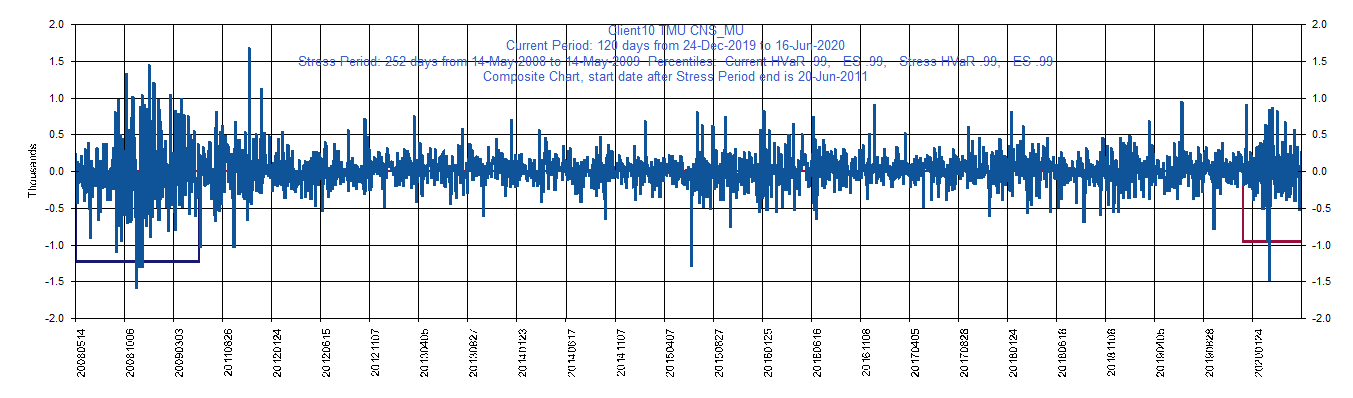 Client10 TMU CNS_MU
Current Period: 120 days from 24-Dec-2019 to 16-Jun-2020
Stress Period: 252 days from 14-May-2008 to 14-May-2009 Percentiles: Current HVaR .99, ES .99, Stress HVaR .99, ES .99
Composite Chart, start date after Stress Period end is 20-Jun-2011
2.0 2.0
1.5 1.5
1.0 1.0
0.5 0.5
0.0 0.0
-0.5 -0.5
-1.0 -1.0
-1.5 -1.5
-2.0 -2.0
Thousands
20080514 20081006 20090303 20110826 20120124 20120615 20121107 20130405 20130827 20140123 20140617 20141107 20150407 20150827 20160125 20160616 20161108 20170405 20170828 20180124 20180618 20181108 20190405 20190828 20200124